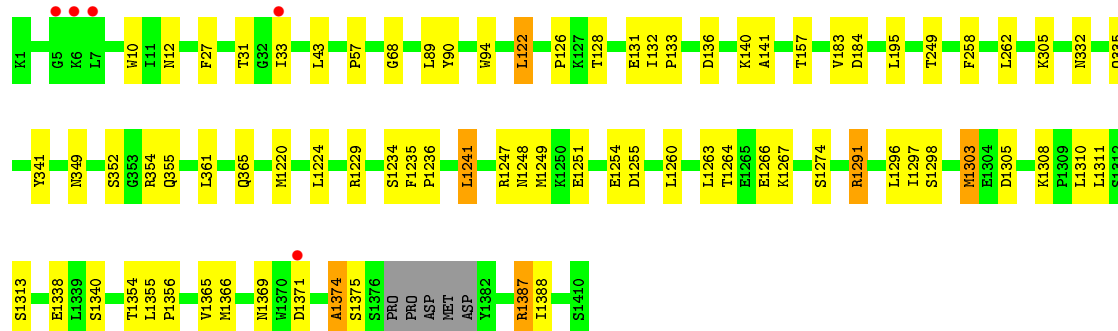 K1 G5 K6 L7 W10 I11 N12 F27 T31 G32 I33 L43 P57 G68 L89 Y90 W94 L122 P126 K127 T128 E131 I132 P133 D136 K140 A141 T157 V183 D184 L195 T249 F258 L262 K305 N332 Q335
Y341 N349 S352 G353 R354 Q355 L361 Q365 M1220 L1224 R1229 S1234 F1235 P1236 L1241 R1247 N1248 M1249 K1250 E1251 E1254 D1255 L1260 L1263 T1264 E1265 E1266 K1267 S1274 R1291 L1296 I1297 S1298 M1303 E1304 D1305 K1308 P1309 L1310 L1311 S1312
S1313 E1338 L1339 S1340 T1354 L1355 P1356 V1365 M1366 N1369 W1370 D1371 A1374 S1375 S1376 PRO PRO ASP MET ASP Y1382 R1387 I1388 S1410